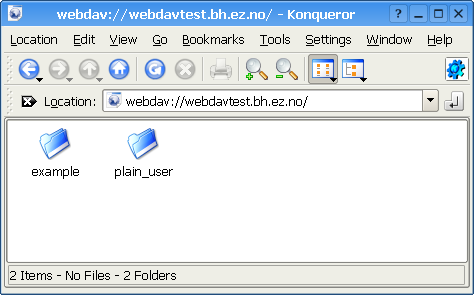 webdav://webdavtest.bh.ez.no/ - Konqueror
Location Edit View Go Bookmarks Tools Settings Window Help
Location: webdav://webdavtest.bh.ez.no/
example plain_user
2 Items - No Files - 2 Folders